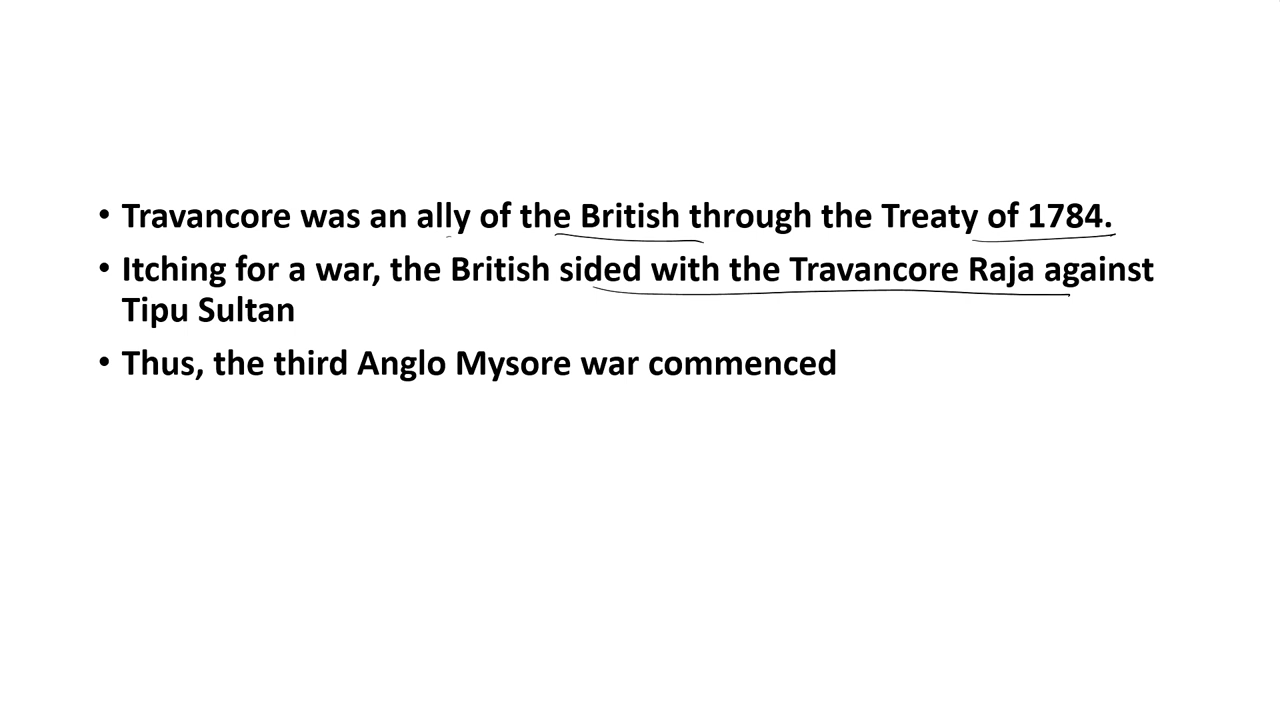 • Travancore was an ally of the British through the Treaty of 1784.
• Itching for a war, the British sided with the Travancore Raja against
Tipu Sultan
• Thus, the third Anglo Mysore war commenced